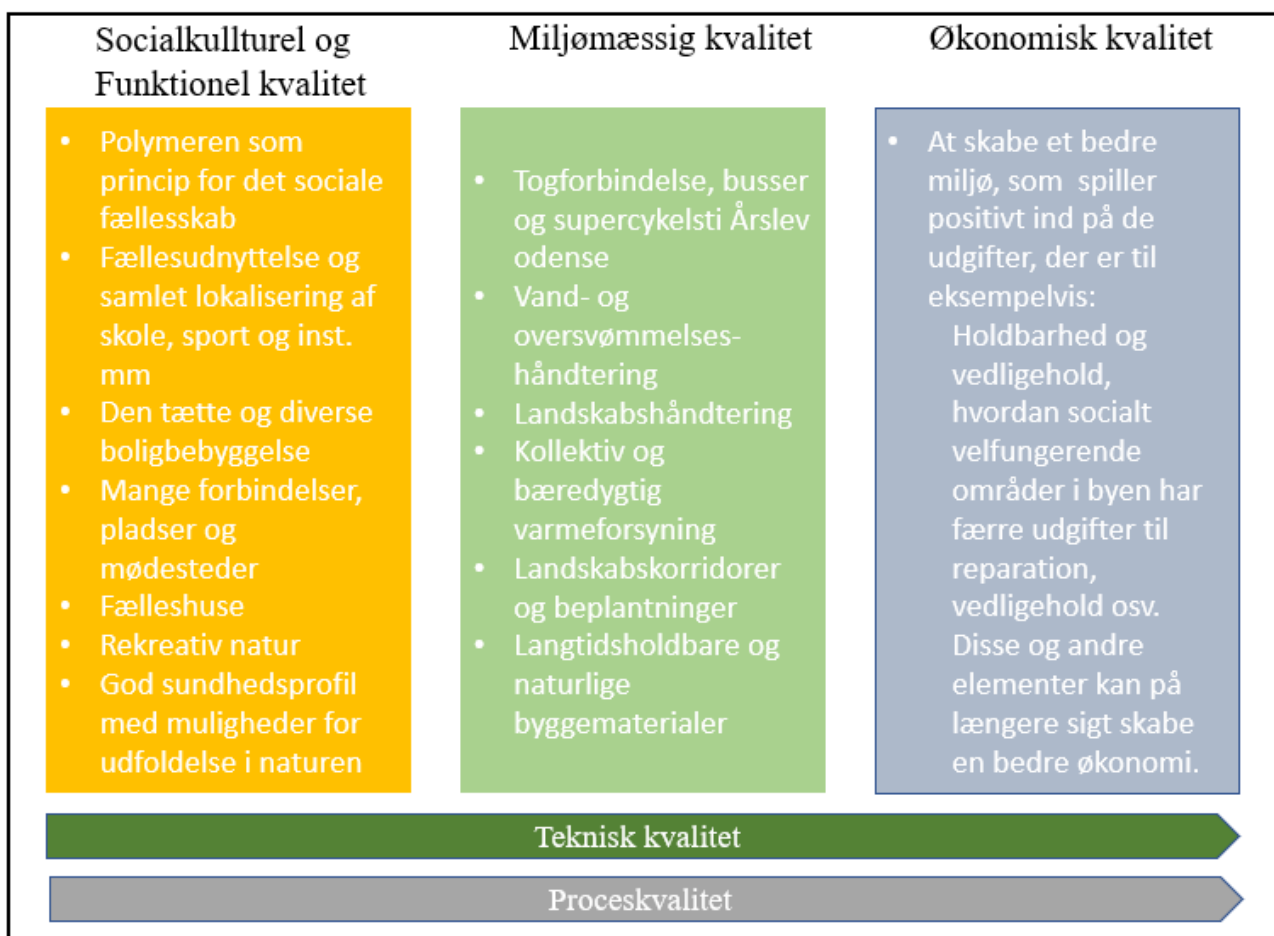 Socialkullturel og
Funktionel kvalitet
• Polymeren som
princip for det sociale
fællesskab
• Fællesudnyttelse og
samlet lokalisering af
skole, sport og inst.
mm
• Den tætte og diverse
boligbebyggelse
• Mange forbindelser,
pladser og
mødesteder
• Fælleshuse
• Rekreativ natur
• God sundhedsprofil
med muligheder for
udfoldelse i naturen
Miljømæssig kvalitet
• Togforbindelse, busser
og supercykelsti Årslev
odense
• Vand- og
oversvømmelses-
håndtering
• Landskabshåndtering
• Kollektiv og
bæredygtig
varmeforsyning
• Landskabskorridorer
og beplantninger
• Langtidsholdbare og
naturlige
byggematerialer
Økonomisk kvalitet
• At skabe et bedre
miljø, som spiller
positivt ind på de
udgifter, der er til
eksempelvis:
Holdbarhed og
vedligehold,
hvordan socialt
velfungerende
områder i byen har
færre udgifter til
reparation,
vedligehold osv.
Disse og andre
elementer kan på
længere sigt skabe
en bedre økonomi.
Teknisk kvalitet
Proceskvalitet